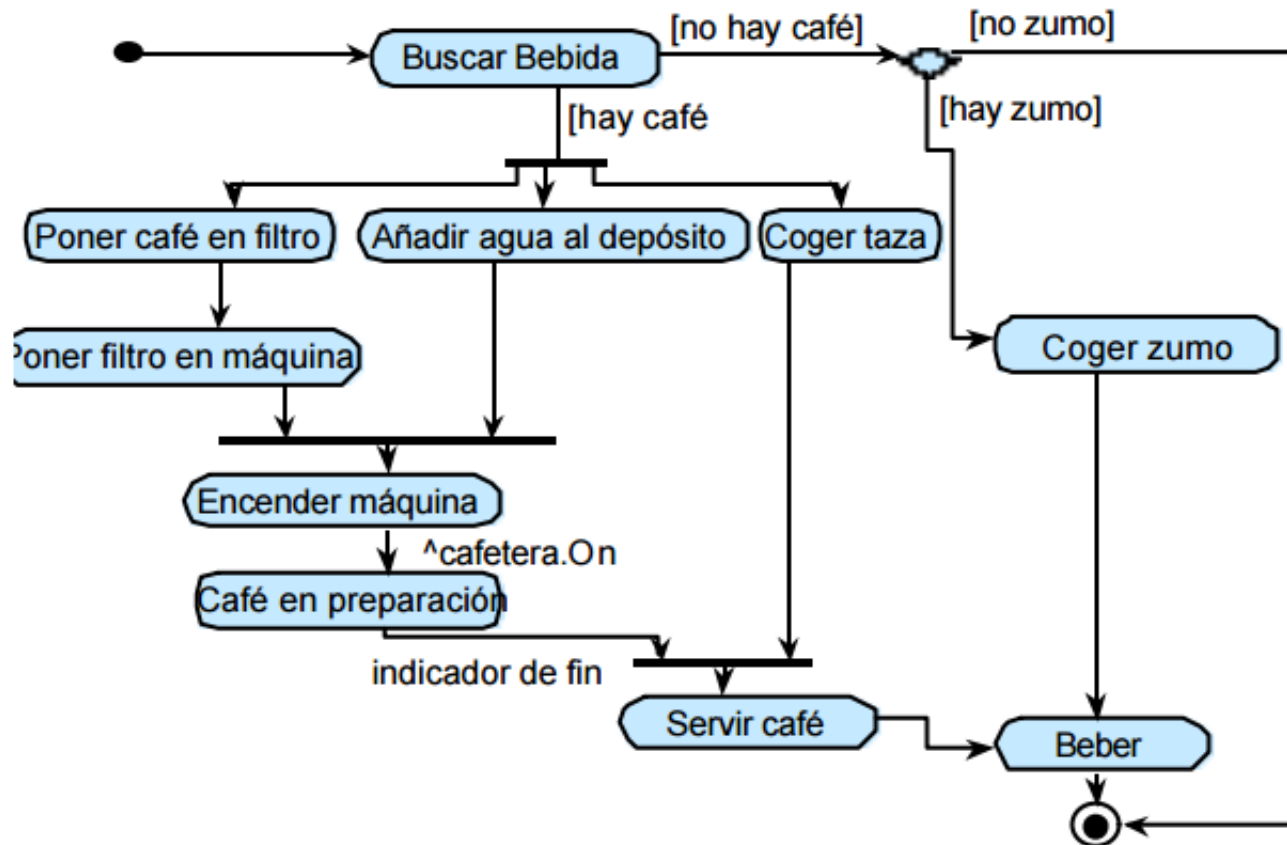 [no hay café]
[no zumo]
Buscar Bebida
[hay café
[hay zumo]
Poner café en filtro
Añadir agua al depósito
Coger taza
Poner filtro en máquina
Coger zumo
Encender máquina
^cafetera.On
Café en preparación
indicador de fin
Servir café
Beber